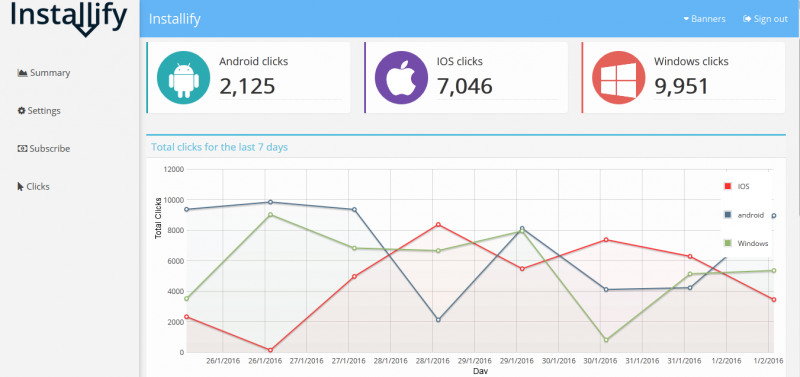 Installify
Installify
Banners
Sign out
Summary
Settings
Subscribe
Clicks
Android clicks
2,125
IOS clicks
7,046
Windows clicks
9,951
Total clicks for the last 7 days
12000
10000
8000
6000
4000
2000
0
Total Clicks
IOS
android
Windows
26/1/2016 26/1/2016 27/1/2016 27/1/2016 28/1/2016 28/1/2016 29/1/2016 29/1/2016 30/1/2016 30/1/2016 31/1/2016 31/1/2016 1/2/2016 1/2/2016
Day